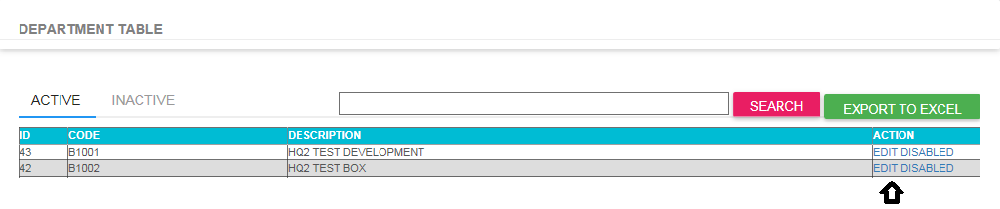 DEPARTMENT TABLE
ACTIVE INACTIVE SEARCH EXPORT TO EXCEL
ID CODE DESCRIPTION ACTION
43 B1001 HQ2 TEST DEVELOPMENT EDIT DISABLED
42 B1002 HQ2 TEST BOX EDIT DISABLED